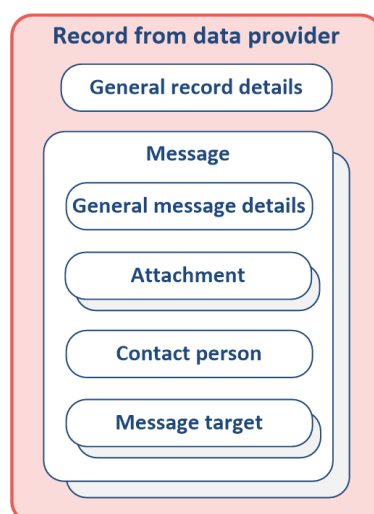 Record from data provider
General record details
Message
General message details
Attachment
Contact person
Message target